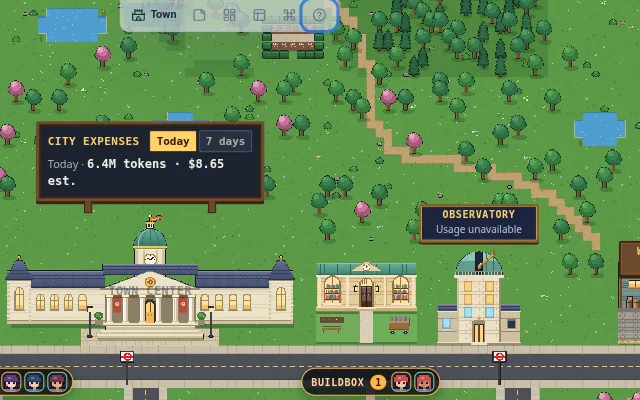 Town
CITY EXPENSES Today 7 days
Today · 6.4M tokens · $8.65
est.
OBSERVATORY
Usage unavailable
TOWN CENTER
BUILDBOX 1